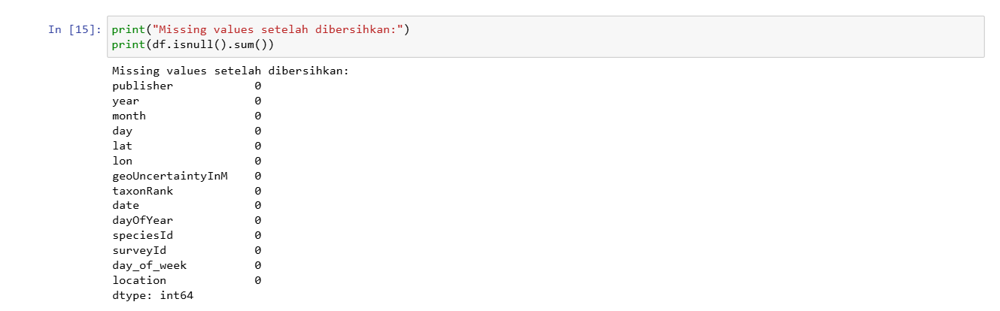 In [15]: print("Missing values setelah dibersihkan:")
print(df.isnull().sum())
Missing values setelah dibersihkan:
publisher            0
year                 0
month                0
day                  0
lat                  0
lon                  0
geoUncertaintyInM    0
taxonRank            0
date                 0
dayOfYear            0
speciesId            0
surveyId             0
day_of_week          0
location             0
dtype: int64